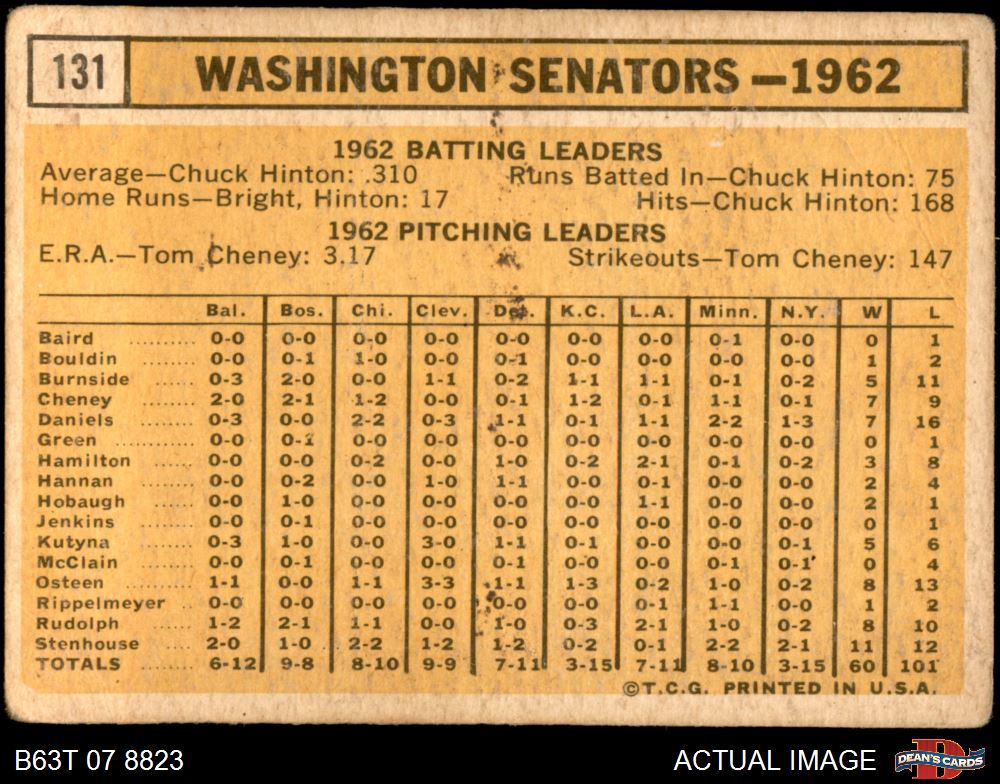 131 WASHINGTON SENATORS—1962
1962 BATTING LEADERS
Average—Chuck Hinton: .310 Runs Batted In—Chuck Hinton: 75
Home Runs—Bright, Hinton: 17 Hits—Chuck Hinton: 168
1962 PITCHING LEADERS
E.R.A.—Tom Cheney: 3.17 Strikeouts—Tom Cheney: 147
Bal. Bos. Chi. Clev. Det. K.C. L.A. Minn. N.Y. W L
Baird .......... 0-0 0-0 0-0 0-0 0-0 0-0 0-0 0-1 0-0 0 1
Bouldin ........ 0-0 0-1 1-0 0-0 0-1 0-0 0-0 0-0 0-0 1 2
Burnside ...... 0-3 2-0 0-0 1-1 0-2 1-1 1-1 0-1 0-2 5 11
Cheney ........ 2-0 2-1 1-2 0-0 0-1 1-2 0-1 1-1 0-1 7 9
Daniels ........ 0-3 0-0 2-2 0-3 1-1 0-1 1-1 2-2 1-3 7 16
Green .......... 0-0 0-1 0-0 0-0 0-0 0-0 0-0 0-0 0-0 0 1
Hamilton ...... 0-0 0-0 0-2 0-0 1-0 0-2 2-1 0-1 0-2 3 8
Hannan ........ 0-0 0-2 0-0 1-0 1-1 0-0 0-0 0-0 0-0 2 4
Hobaugh ...... 0-0 1-0 0-0 0-0 0-0 0-0 1-1 0-0 0-0 2 1
Jenkins ........ 0-0 0-1 0-0 0-0 0-0 0-0 0-0 0-0 0-0 0 1
Kutyna ........ 0-3 1-0 0-0 3-0 1-1 0-1 0-0 0-0 0-1 5 6
McClain ........ 0-0 0-1 0-0 0-0 0-1 0-0 0-0 0-1 0-1 0 4
Osteen ........ 1-1 0-0 1-1 3-3 1-1 1-3 0-2 1-0 0-2 8 13
Rippelmeyer .. 0-0 0-0 0-0 0-0 0-0 0-0 0-1 1-1 0-0 1 2
Rudolph ...... 1-2 2-1 1-1 0-0 1-0 0-3 2-1 1-0 0-2 8 10
Stenhouse .... 2-0 1-0 2-2 1-2 1-2 0-2 0-1 2-2 2-1 11 12
TOTALS ........ 6-12 9-8 8-10 9-9 7-11 3-15 7-11 8-10 3-15 60 101
©T.C.G. PRINTED IN U.S.A.
B63T 07 8823 ACTUAL IMAGE DEAN'S CARDS